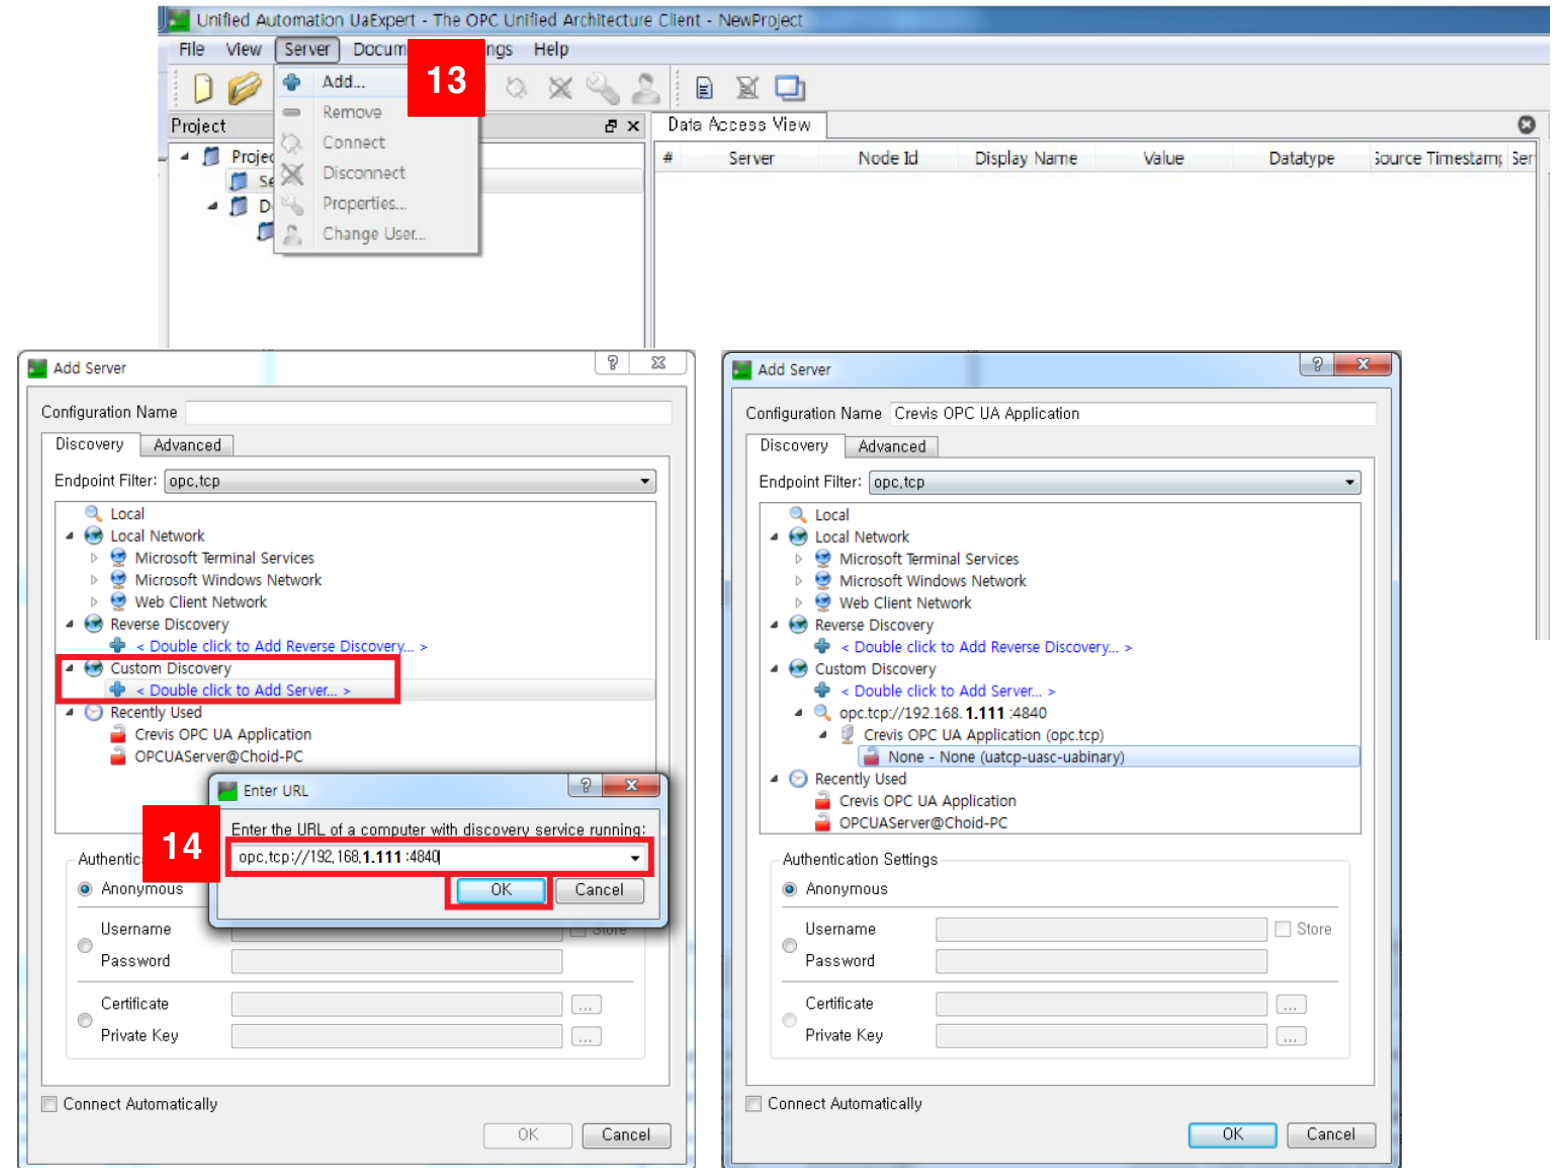 Unified Automation UaExpert - The OPC Unified Architecture Client - NewProject
File View Server Docum ngs Help
13
Add...
Remove
Connect
Disconnect
Properties...
Change User...
Project
Projec
Se
D
Data Access View
# Server Node Id Display Name Value Datatype Source Timestamp Ser
Add Server
Configuration Name
Discovery Advanced
Endpoint Filter: opc.tcp
Local
Local Network
Microsoft Terminal Services
Microsoft Windows Network
Web Client Network
Reverse Discovery
< Double click to Add Reverse Discovery... >
Custom Discovery
< Double click to Add Server... >
Recently Used
Crevis OPC UA Application
OPCUAServer@Choid-PC
Enter URL
14
Enter the URL of a computer with discovery service running:
opc.tcp://192.168.1.111:4840
OK Cancel
Authentic
Anonymous
Username Store
Password
Certificate ...
Private Key ...
Connect Automatically
OK Cancel
Add Server
Configuration Name Crevis OPC UA Application
Discovery Advanced
Endpoint Filter: opc.tcp
Local
Local Network
Microsoft Terminal Services
Microsoft Windows Network
Web Client Network
Reverse Discovery
< Double click to Add Reverse Discovery... >
Custom Discovery
< Double click to Add Server... >
opc.tcp://192.168.1.111:4840
Crevis OPC UA Application (opc.tcp)
None - None (uatcp-uasc-uabinary)
Recently Used
Crevis OPC UA Application
OPCUAServer@Choid-PC
Authentication Settings
Anonymous
Username Store
Password
Certificate ...
Private Key ...
Connect Automatically
OK Cancel